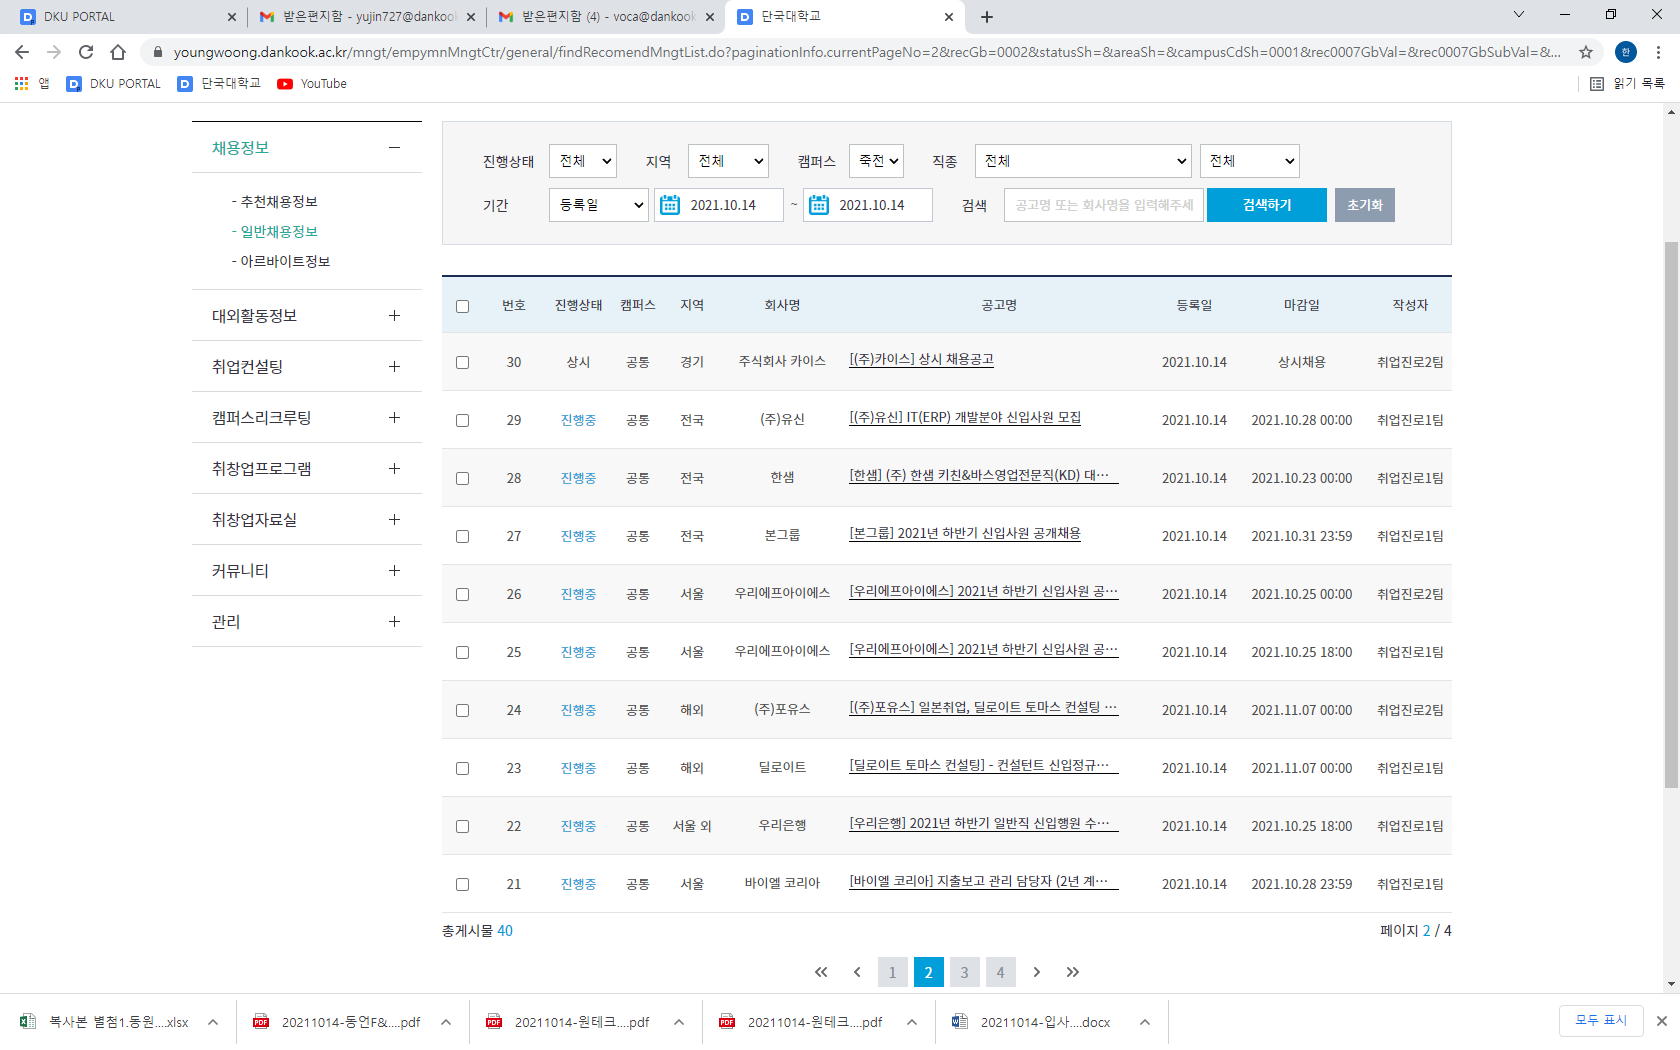 DKU PORTAL
받은편지함 - yujin727@dankook
받은편지함 (4) - voca@dankook
단국대학교
youngwoong.dankook.ac.kr/mngt/empymnMngtCtr/general/findRecomendMngtList.do?paginationInfo.currentPageNo=2&recGb=0002&statusSh=&areaSh=&campusCdSh=0001&rec0007GbVal=&rec0007GbSubVal=&...
한
앱
DKU PORTAL
단국대학교
YouTube
읽기 목록
채용정보
- 추천채용정보
- 일반채용정보
- 아르바이트정보
대외활동정보
취업컨설팅
캠퍼스리크루팅
취창업프로그램
취창업자료실
커뮤니티
관리
진행상태 전체 지역 전체 캠퍼스 죽전 직종 전체 전체
기간 등록일 2021.10.14 ~ 2021.10.14 검색 공고명 또는 회사명을 입력해주세 검색하기 초기화
번호 진행상태 캠퍼스 지역 회사명 공고명 등록일 마감일 작성자
30 상시 공통 경기 주식회사 카이스 [(주)카이스] 상시 채용공고 2021.10.14 상시채용 취업진로2팀
29 진행중 공통 전국 (주)유신 [(주)유신] IT(ERP) 개발분야 신입사원 모집 2021.10.14 2021.10.28 00:00 취업진로1팀
28 진행중 공통 전국 한샘 [한샘] (주) 한샘 키친&바스영업전문직(KD) 대··· 2021.10.14 2021.10.23 00:00 취업진로1팀
27 진행중 공통 전국 본그룹 [본그룹] 2021년 하반기 신입사원 공개채용 2021.10.14 2021.10.31 23:59 취업진로1팀
26 진행중 공통 서울 우리에프아이에스 [우리에프아이에스] 2021년 하반기 신입사원 공··· 2021.10.14 2021.10.25 00:00 취업진로2팀
25 진행중 공통 서울 우리에프아이에스 [우리에프아이에스] 2021년 하반기 신입사원 공··· 2021.10.14 2021.10.25 18:00 취업진로1팀
24 진행중 공통 해외 (주)포유스 [(주)포유스] 일본취업, 딜로이트 토마스 컨설팅 ··· 2021.10.14 2021.11.07 00:00 취업진로2팀
23 진행중 공통 해외 딜로이트 [딜로이트 토마스 컨설팅] - 컨설턴트 신입정규··· 2021.10.14 2021.11.07 00:00 취업진로1팀
22 진행중 공통 서울 외 우리은행 [우리은행] 2021년 하반기 일반직 신입행원 수··· 2021.10.14 2021.10.25 18:00 취업진로1팀
21 진행중 공통 서울 바이엘 코리아 [바이엘 코리아] 지출보고 관리 담당자 (2년 계··· 2021.10.14 2021.10.28 23:59 취업진로1팀
총게시물 40
페이지 2 / 4
1 2 3 4
복사본 별첨1.동원....xlsx
20211014-동언F&....pdf
20211014-원테크....pdf
20211014-원테크....pdf
20211014-입사....docx
모두 표시